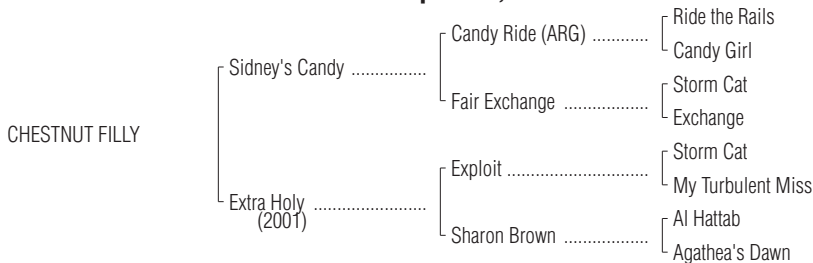 Ride the Rails
Candy Ride (ARG) ............
Candy Girl
Sidney's Candy ................
Storm Cat
Fair Exchange ..................
Exchange
CHESTNUT FILLY
Storm Cat
Exploit ..............................
My Turbulent Miss
Extra Holy ........................
(2001)
Al Hattab
Sharon Brown ..................
Agathea's Dawn